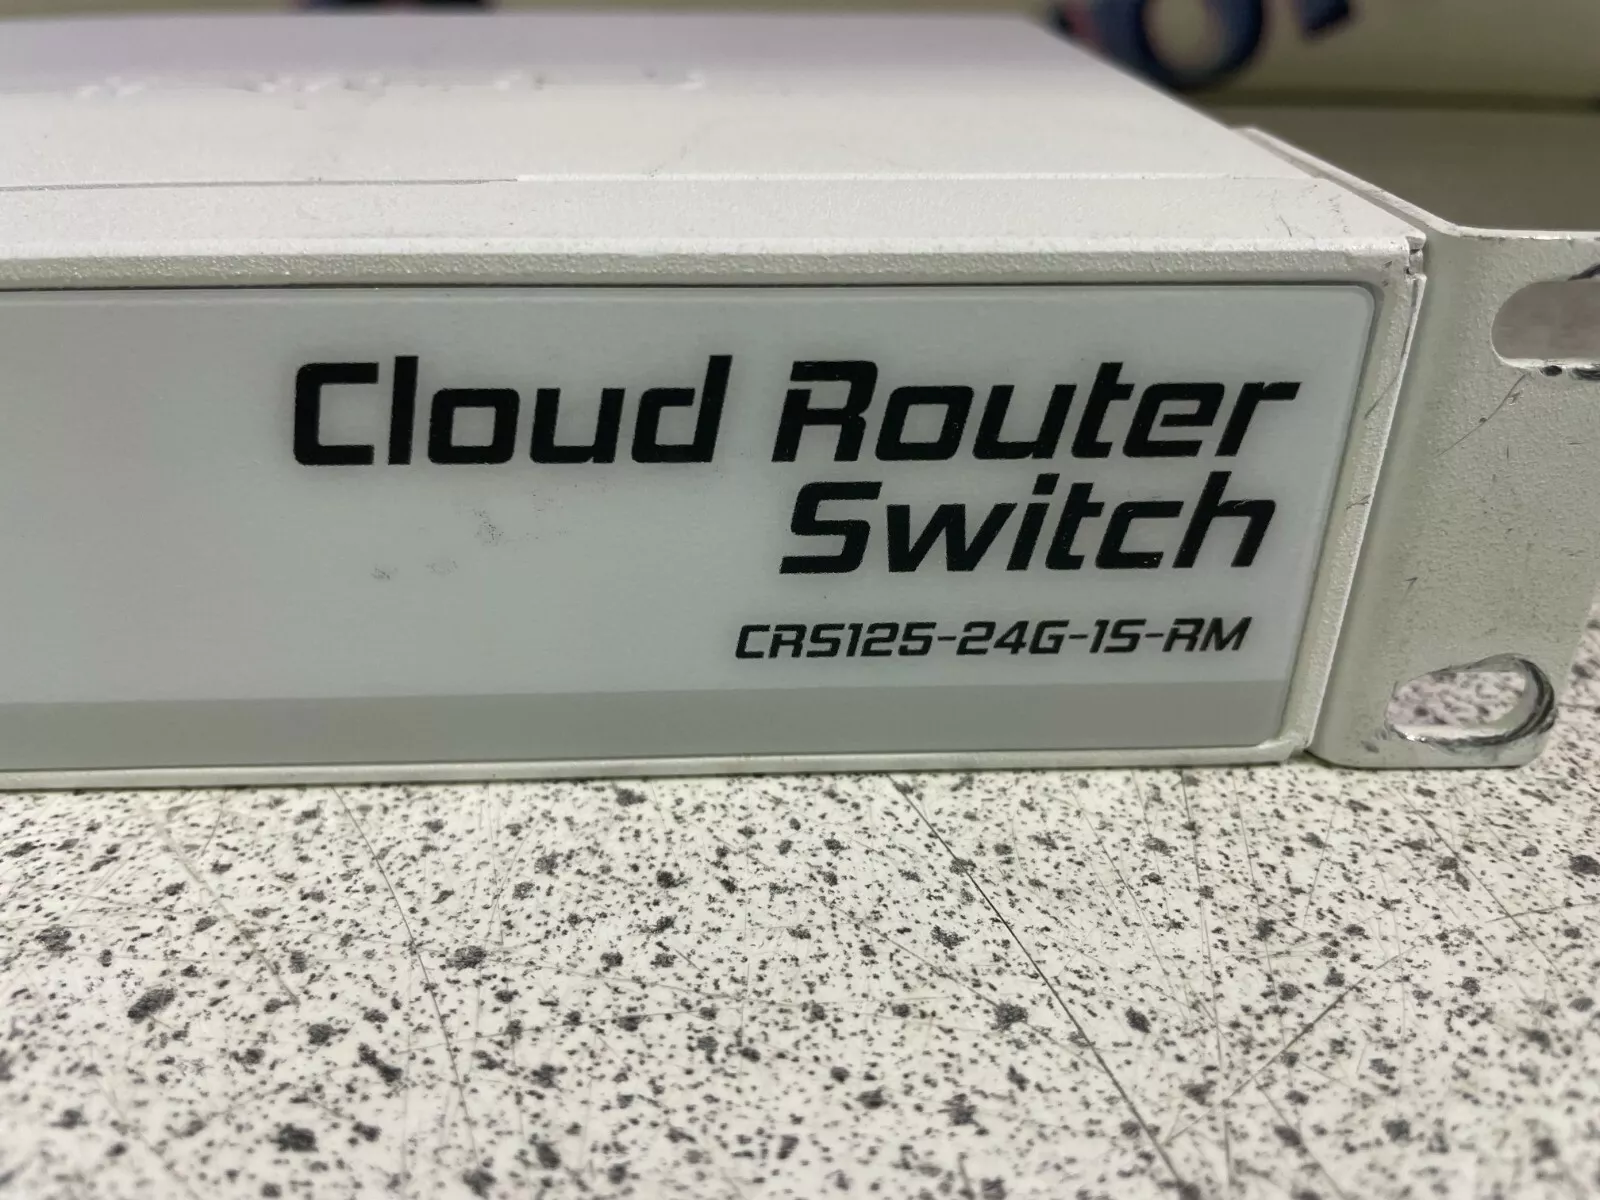 Cloud Router
Switch
CRS125-24G-1S-RM